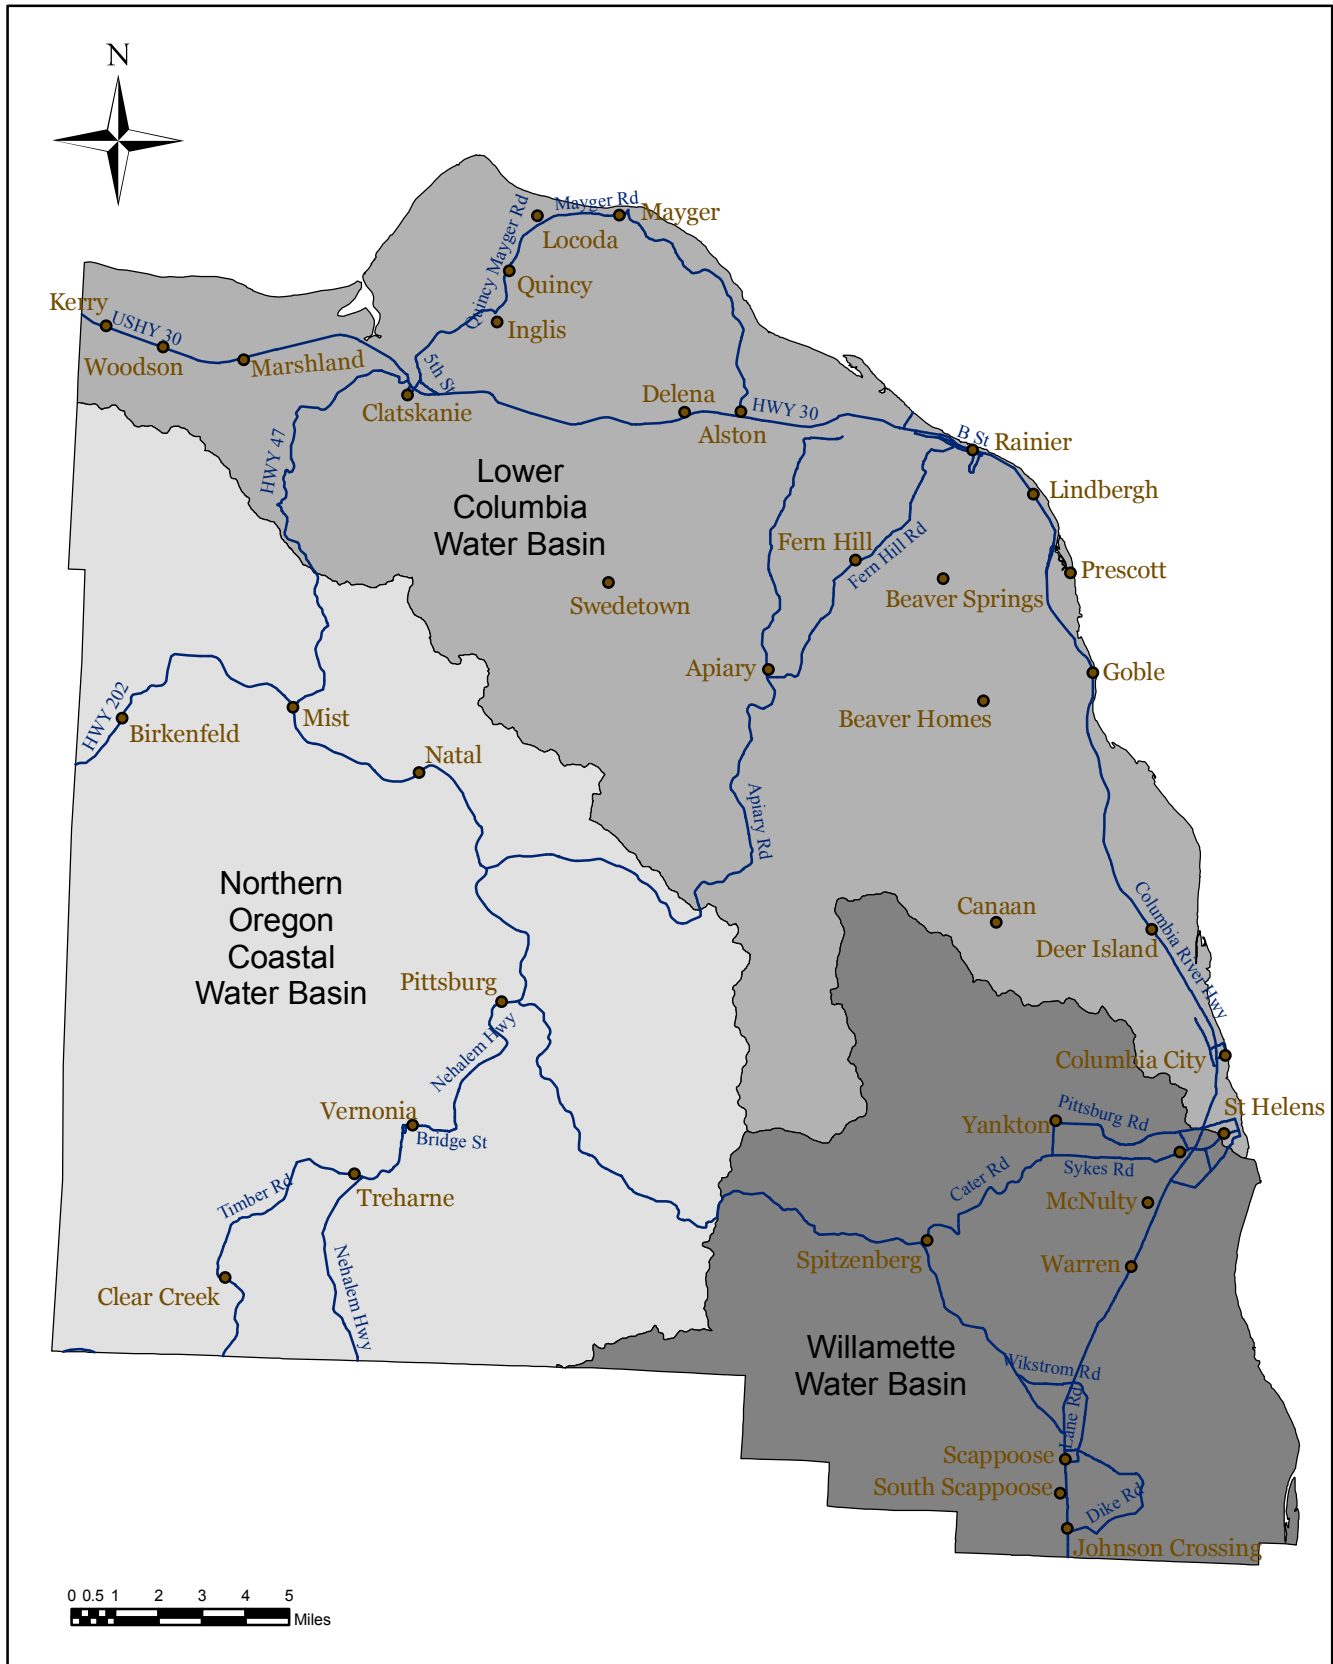 N
Mayger Rd
Mayger
Locoda
Quincy Mayger Rd
Quincy
Inglis
Kerry
USHY 30
Woodson
Marshland
5th St
Clatskanie
Delena
HWY 30
Alston
B St
Rainier
HWY 47
Lower
Columbia
Water Basin
Lindbergh
Fern Hill
Fern Hill Rd
Prescott
Beaver Springs
Swedetown
Apiary
Goble
HWY 202
Birkenfeld
Mist
Beaver Homes
Natal
Apiary Rd
Northern
Oregon
Coastal
Water Basin
Canaan
Columbia River Hwy
Deer Island
Pittsburg
Nehalem Hwy
Columbia City
Vernonia
Bridge St
Pittsburg Rd
St Helens
Yankton
Sykes Rd
Cater Rd
Timber Rd
Treharne
McNulty
Spitzenberg
Warren
Nehalem Hwy
Clear Creek
Willamette
Water Basin
Wikstrom Rd
Lane Rd
Scappoose
South Scappoose
Dike Rd
Johnson Crossing
0 0.5 1 2 3 4 5
Miles